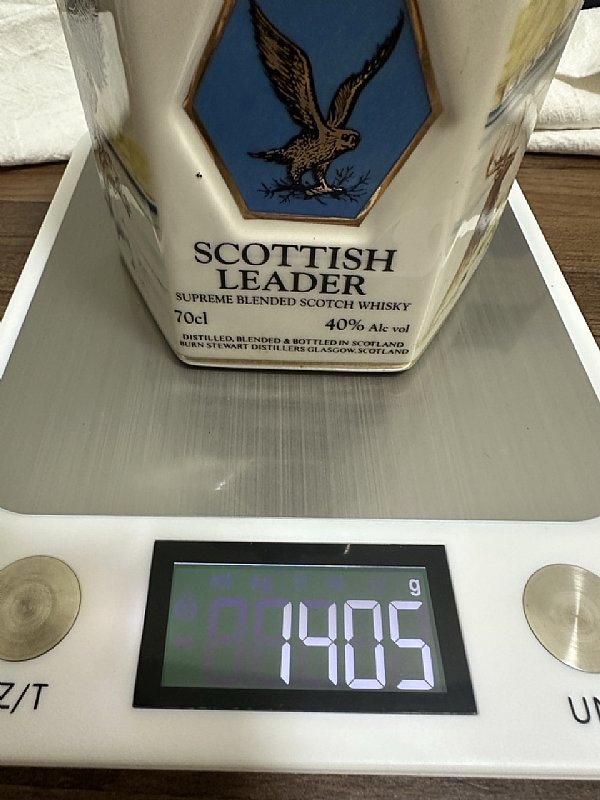 SCOTTISH
LEADER
SUPREME BLENDED SCOTCH WHISKY
70cl 40% Alc vol
DISTILLED, BLENDED & BOTTLED IN SCOTLAND
BURN STEWART DISTILLERS GLASGOW, SCOTLAND
g
1405
Z/T
UN